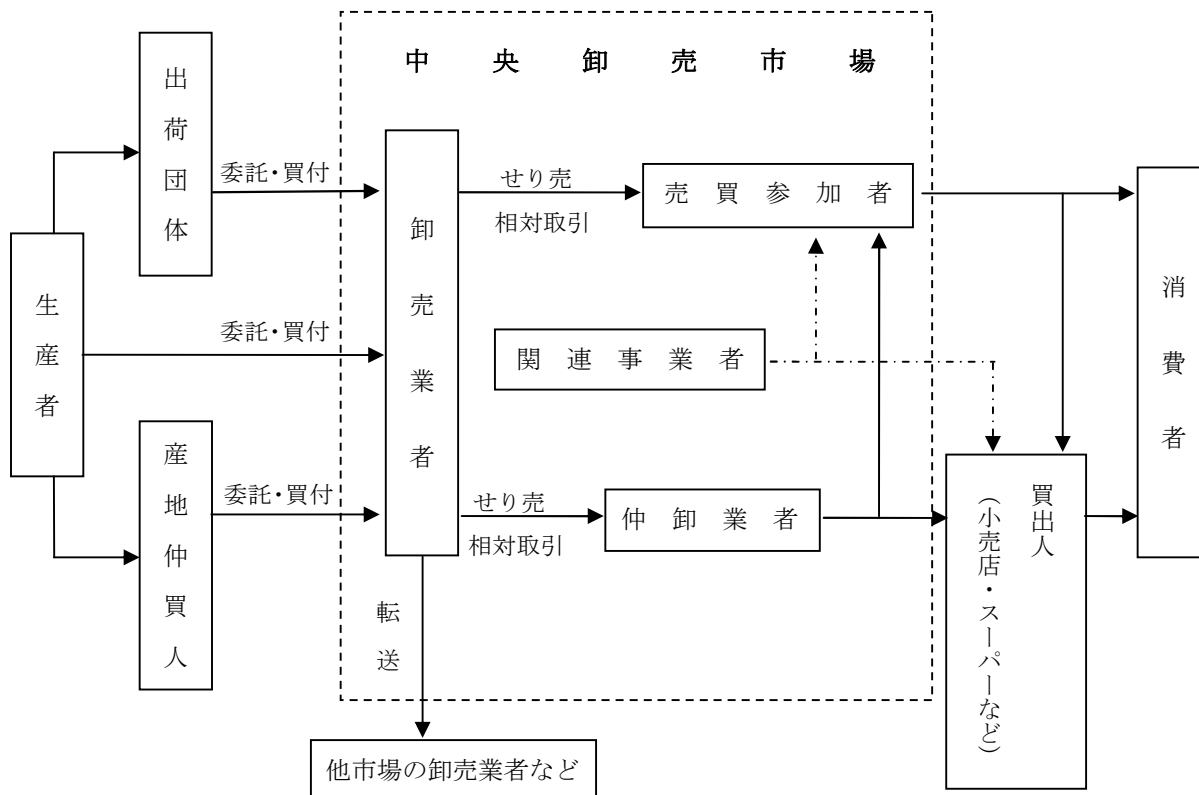 中央卸売市場
出荷団体
委託・買付
せり売
相対取引
売買参加者
卸売業者
生産者
委託・買付
関連事業者
消費者
産地仲買人
委託・買付
せり売
相対取引
仲卸業者
買出人
(小売店・スーパーなど)
転送
他市場の卸売業者など